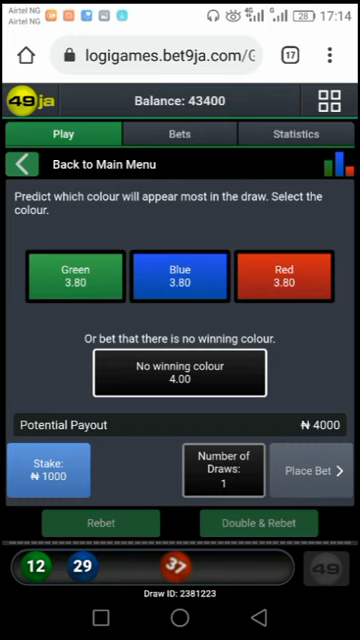 Airtel NG
Airtel NG
4G
G
28
17:14
logigames.bet9ja.com/G
17
49ja
Balance: 43400
Play
Bets
Statistics
Back to Main Menu
Predict which colour will appear most in the draw. Select the
colour.
Green
3.80
Blue
3.80
Red
3.80
Or bet that there is no winning colour.
No winning colour
4.00
Potential Payout
₦ 4000
Stake:
₦ 1000
Number of
Draws:
1
Place Bet
Rebet
Double & Rebet
12
29
37
49
Draw ID: 2381223